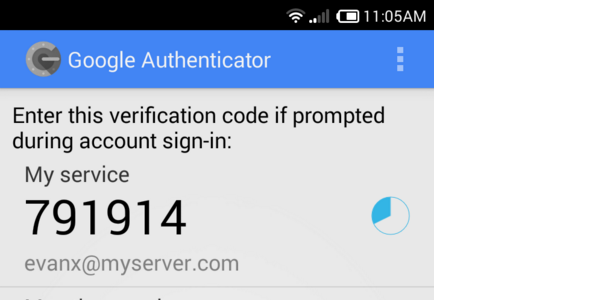 11:05AM
Google Authenticator
Enter this verification code if prompted
during account sign-in:
My service
791914
evanx@myserver.com